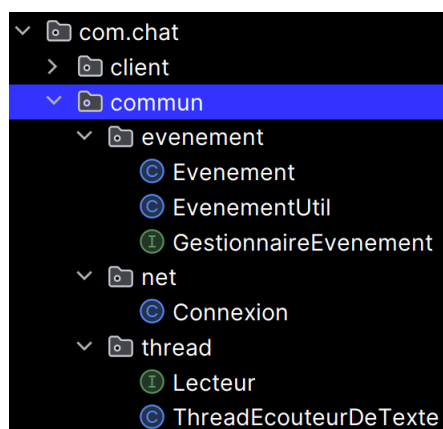 com.chat
client
commun
evenement
C Evenement
C EvenementUtil
I GestionnaireEvenement
net
C Connexion
thread
I Lecteur
C ThreadEcouteurDeTexte